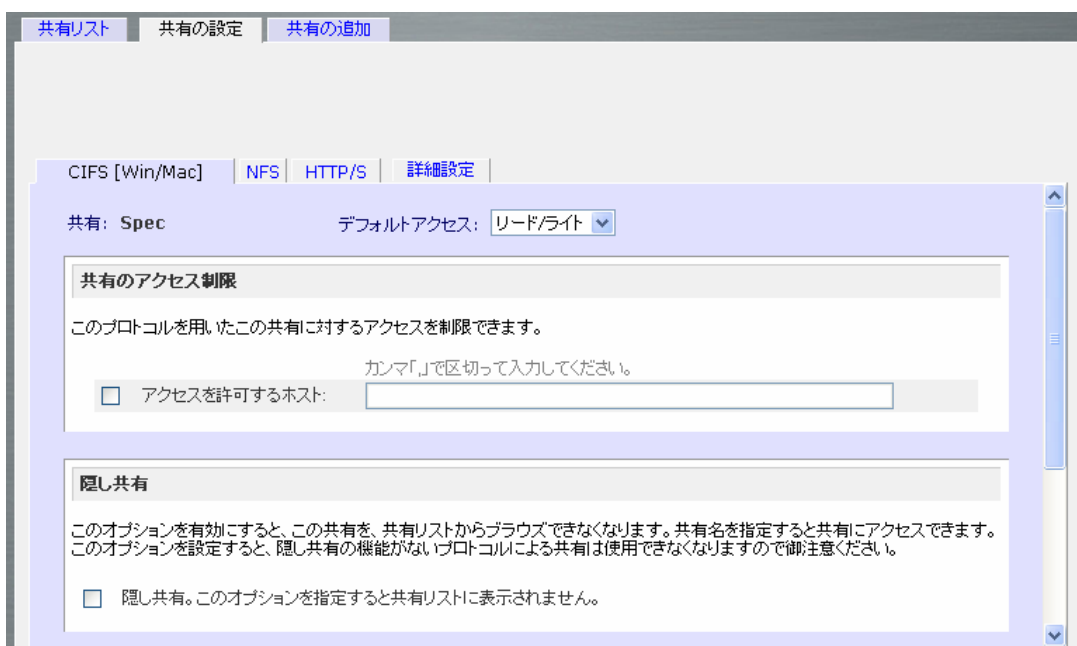 共有リスト 共有の設定 共有の追加
CIFS [Win/Mac] NFS HTTP/S 詳細設定
共有: Spec デフォルトアクセス: リード/ライト
共有のアクセス制限
このプロトコルを用いたこの共有に対するアクセスを制限できます。
カンマ「,」で区切って入力してください。
アクセスを許可するホスト:
隠し共有
このオプションを有効にすると、この共有を、共有リストからブラウズできなくなります。共有名を指定すると共有にアクセスできます。
このオプションを設定すると、隠し共有の機能がないプロトコルによる共有は使用できなくなりますので御注意ください。
隠し共有。このオプションを指定すると共有リストに表示されません。